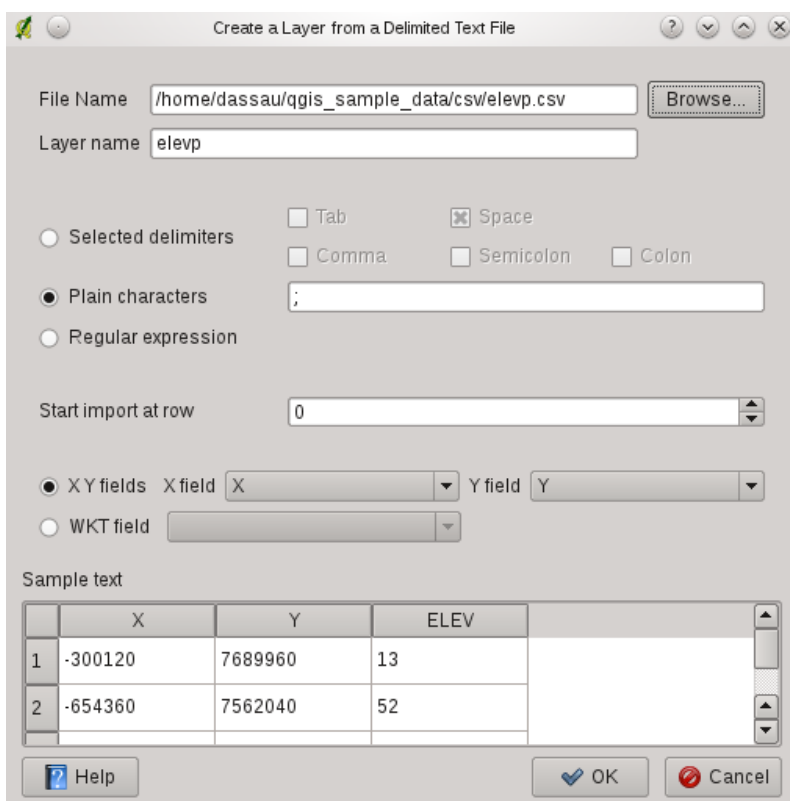 Create a Layer from a Delimited Text File
File Name /home/dassau/qgis_sample_data/csv/elevp.csv Browse...
Layer name elevp
Selected delimiters
Tab Space
Comma Semicolon Colon
Plain characters ;
Regular expression
Start import at row 0
X Y fields X field X Y field Y
WKT field
Sample text
X Y ELEV
1 -300120 7689960 13
2 -654360 7562040 52
Help OK Cancel